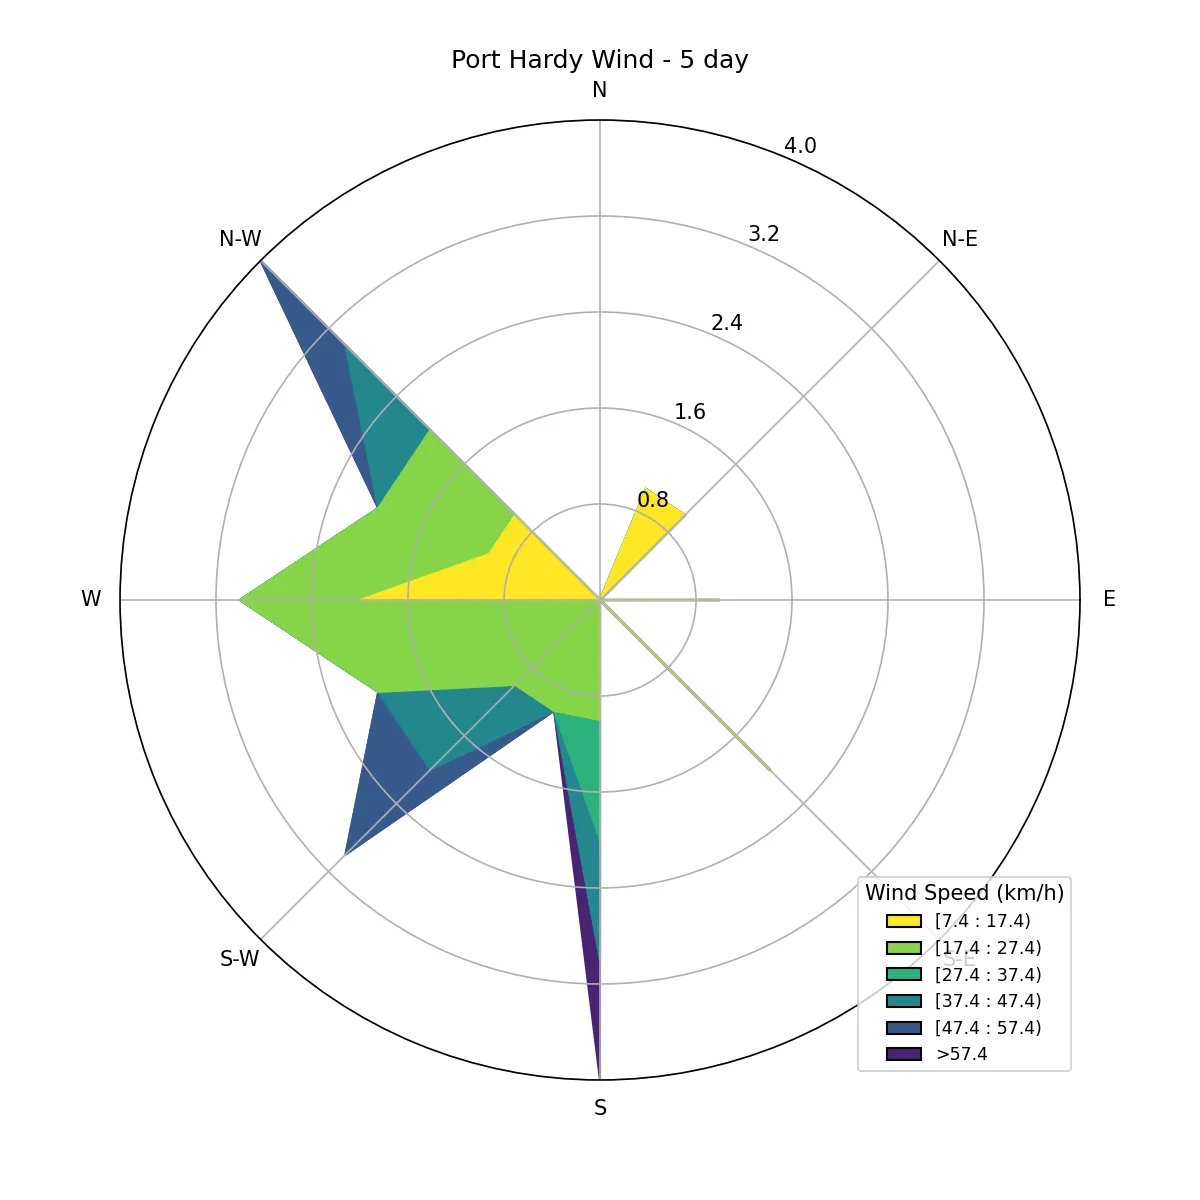 Port Hardy Wind - 5 day
N
4.0
N-W
N-E
3.2
2.4
1.6
0.8
W
E
S-W
S-E
Wind Speed (km/h)
[7.4 : 17.4)
[17.4 : 27.4)
[27.4 : 37.4)
[37.4 : 47.4)
[47.4 : 57.4)
>57.4
S